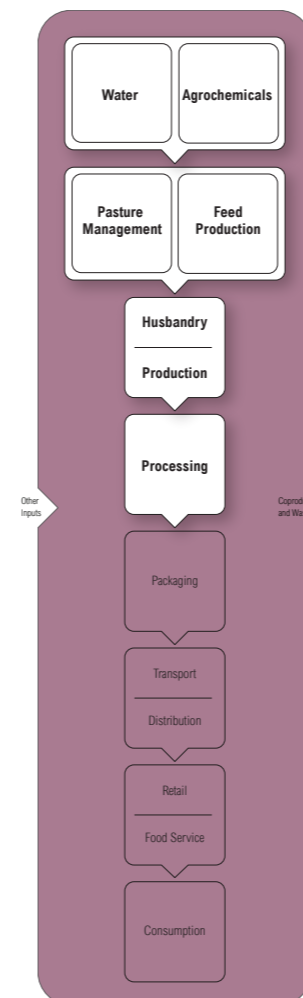 Water
Agrochemicals
Pasture
Management
Feed
Production
Husbandry
Production
Processing
Other
Inputs
Packaging
Transport
Distribution
Retail
Food Service
Consumption